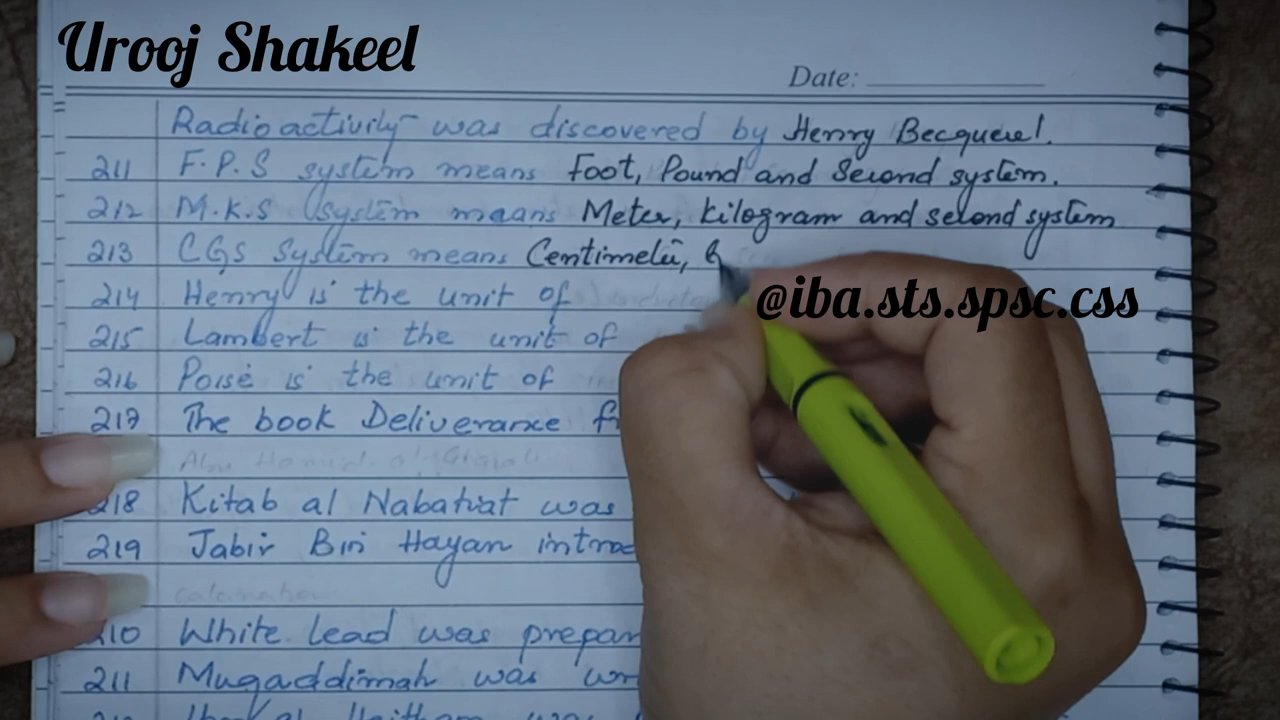 Urooj Shakeel
Date:
Radioactivity was discovered by Henry Becquerel.
211 F.P.S system means Foot, Pound and Second system.
212 M.K.S system means Meter, Kilogram and second system
213 CGS System means Centimeter, G
@iba.sts.spsc.css
214 Henry is the unit of
215 Lambert is the unit of
216 Poise is the unit of
217 The book Deliverance
218 Kitab al Nabatiat was
219 Jabir Bin Hayan
210 White lead was prepar
211 Muqaddimah was wr